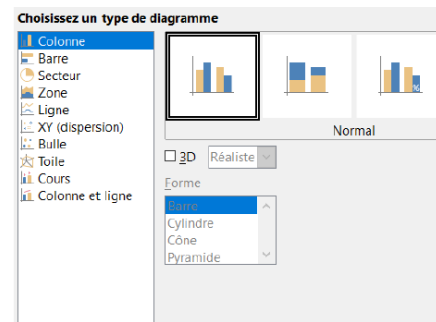 Choisissez un type de diagramme
Colonne
Barre
Secteur
Zone
Ligne
XY (dispersion)
Bulle
Toile
Cours
Colonne et ligne
%
Normal
3D Réaliste
Forme
Barre
Cylindre
Cône
Pyramide